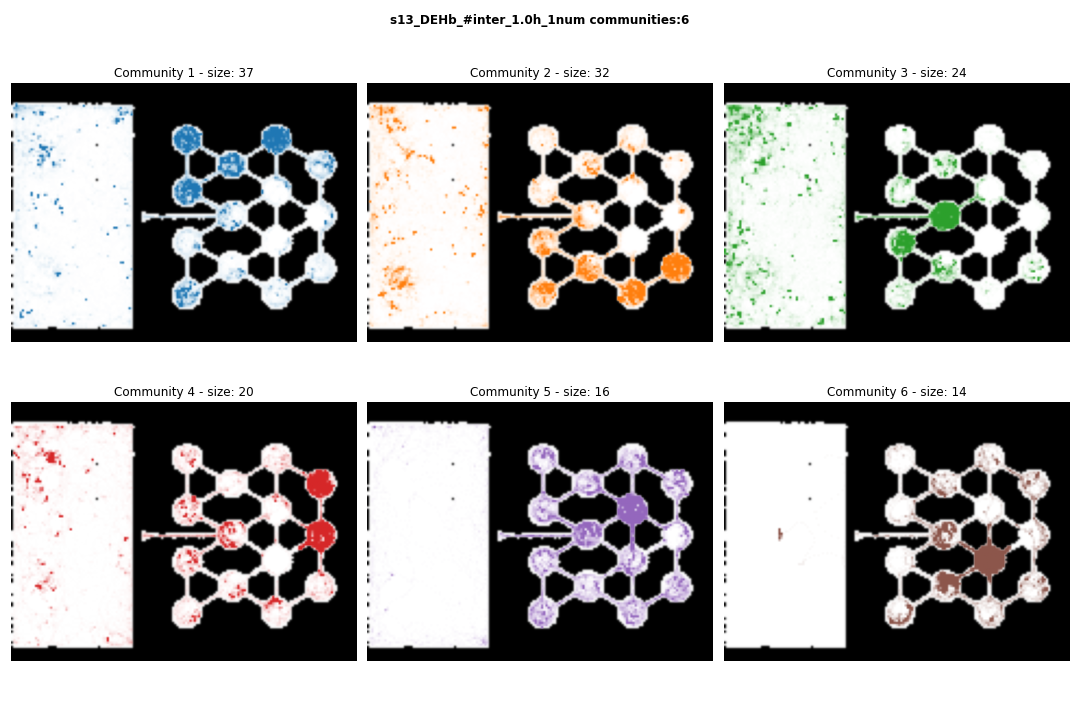 s13_DEHb_#inter_1.0h_1num communities:6
Community 1 - size: 37
Community 2 - size: 32
Community 3 - size: 24
Community 4 - size: 20
Community 5 - size: 16
Community 6 - size: 14